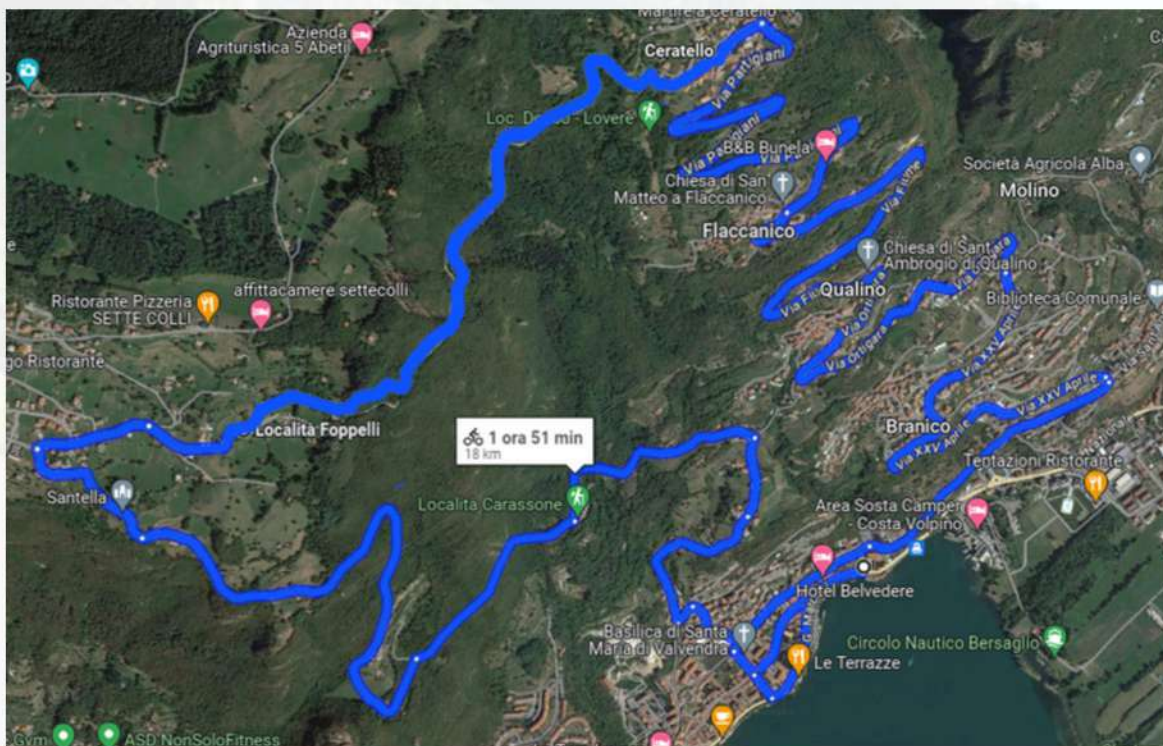 Martire a Ceratello
Azienda
Agrituristica 5 Abeti
Ceratello
Via Partigiani
Loc. - Lovere
Via Partigiani
B&B Bunela
Chiesa di San
Matteo a Flaccanico
Società Agricola Alba
Molino
Flaccanico
Chiesa di Sant'
Ambrogio di Qualino
Ristorante Pizzeria
SETTE COLLI
affittacamere settecolli
Qualino
Via Ortigara
Via Ortigara
Biblioteca Comunale
Ristorante
Via XXV Aprile
Via XXV Aprile
Località Foppelli
1 ora 51 min
18 km
Branico
Via XXV Aprile
Tentazioni Ristorante
Santella
Localita Carassone
Area Sosta Camper
- Costa Volpino
Hotel Belvedere
Basilica di Santa
Maria di Valvendra
Le Terrazze
Circolo Nautico Bersaglio
Gym
ASD NonSoloFitness